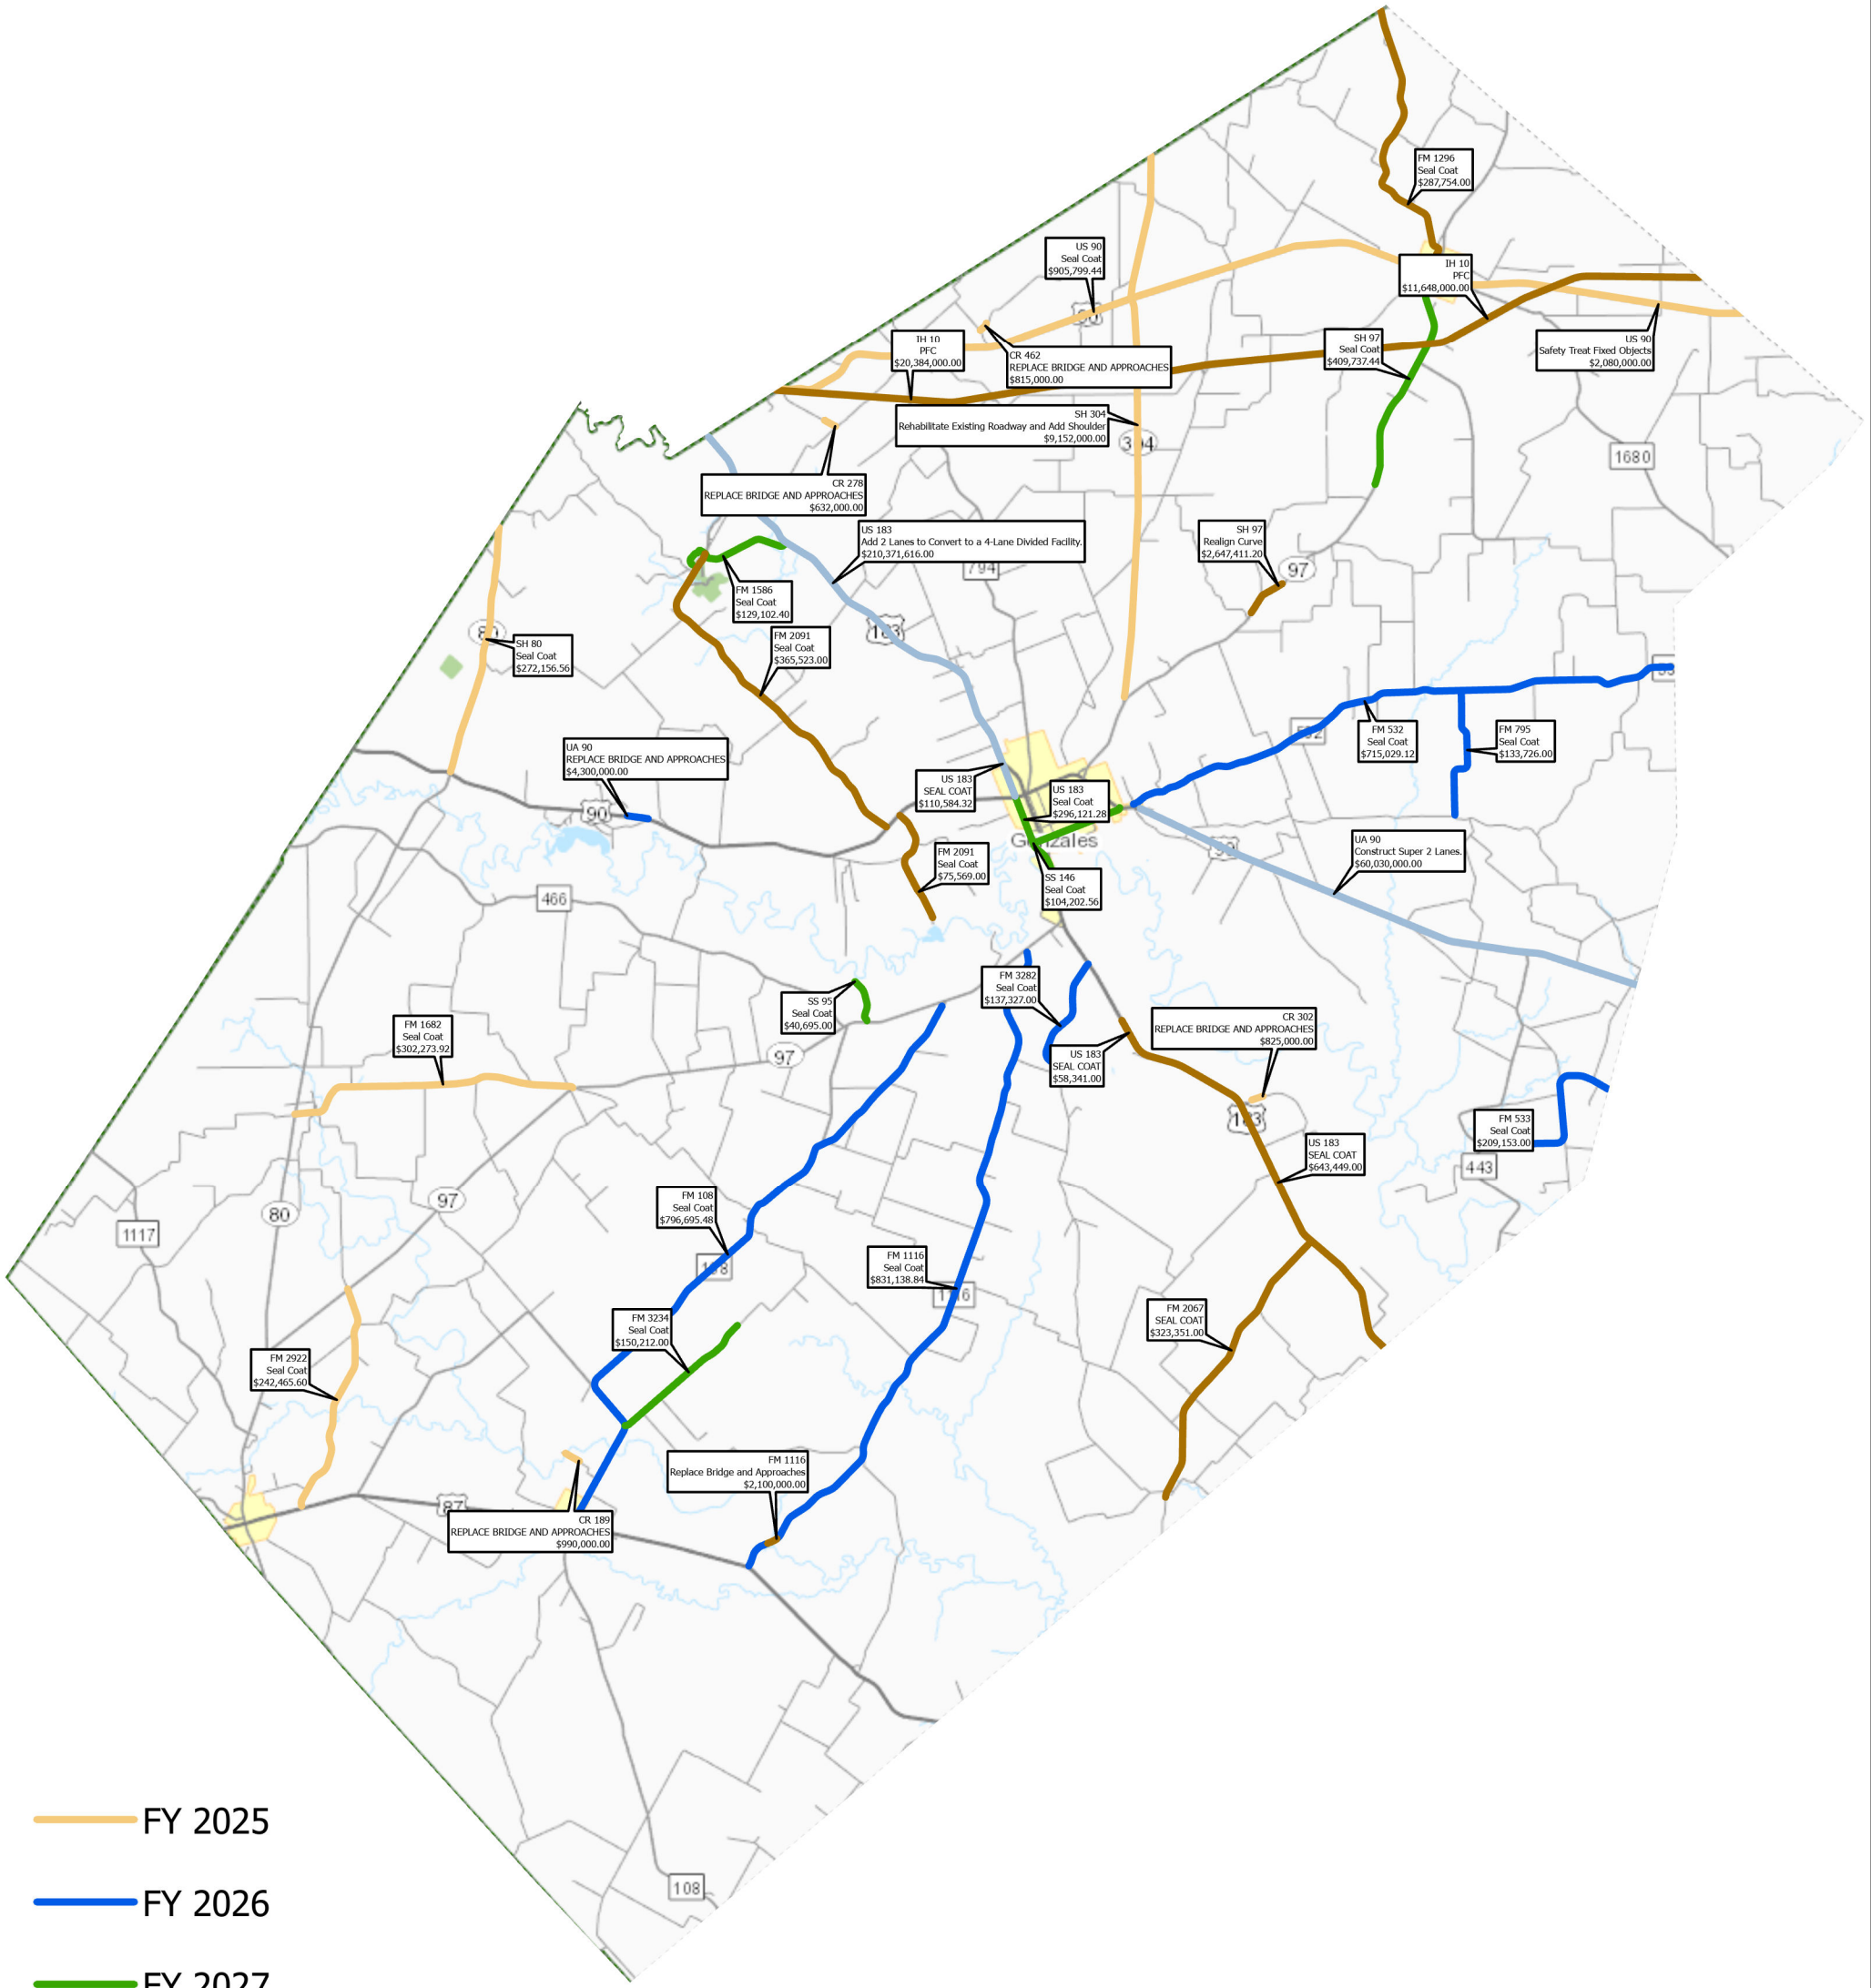 FM 1296
Seal Coat
$287,754.00
US 90
Seal Coat
$905,799.44
IH 10
PFC
$11,648,000.00
IH 10
PFC
$20,384,000.00
CR 462
REPLACE BRIDGE AND APPROACHES
$815,000.00
SH 97
Seal Coat
$409,737.44
US 90
Safety Treat Fixed Objects
$2,080,000.00
SH 304
Rehabilitate Existing Roadway and Add Shoulder
$9,152,000.00
304
1680
CR 278
REPLACE BRIDGE AND APPROACHES
$632,000.00
US 183
Add 2 Lanes to Convert to a 4-Lane Divided Facility.
$210,371,616.00
SH 97
Realign Curve
$2,647,411.20
97
794
FM 1586
Seal Coat
$129,102.40
183
FM 2091
Seal Coat
$365,523.00
80
SH 80
Seal Coat
$272,156.56
532
FM 532
Seal Coat
$715,029.12
FM 795
Seal Coat
$133,726.00
UA 90
REPLACE BRIDGE AND APPROACHES
$4,300,000.00
90
US 183
SEAL COAT
$110,584.32
US 183
Seal Coat
$296,121.28
Gonzales
90
UA 90
Construct Super 2 Lanes.
$60,030,000.00
FM 2091
Seal Coat
$75,569.00
SS 146
Seal Coat
$104,202.56
466
FM 3282
Seal Coat
$137,327.00
SS 95
Seal Coat
$40,695.00
FM 1682
Seal Coat
$302,273.92
97
US 183
SEAL COAT
$58,341.00
CR 302
REPLACE BRIDGE AND APPROACHES
$825,000.00
183
FM 533
Seal Coat
$209,153.00
443
US 183
SEAL COAT
$643,449.00
97
80
1117
FM 108
Seal Coat
$796,695.48
108
FM 1116
Seal Coat
$831,138.84
1116
FM 3234
Seal Coat
$150,212.00
FM 2067
SEAL COAT
$323,351.00
FM 2922
Seal Coat
$242,465.60
FM 1116
Replace Bridge and Approaches
$2,100,000.00
87
CR 189
REPLACE BRIDGE AND APPROACHES
$990,000.00
108
FY 2025
FY 2026
FY 2027